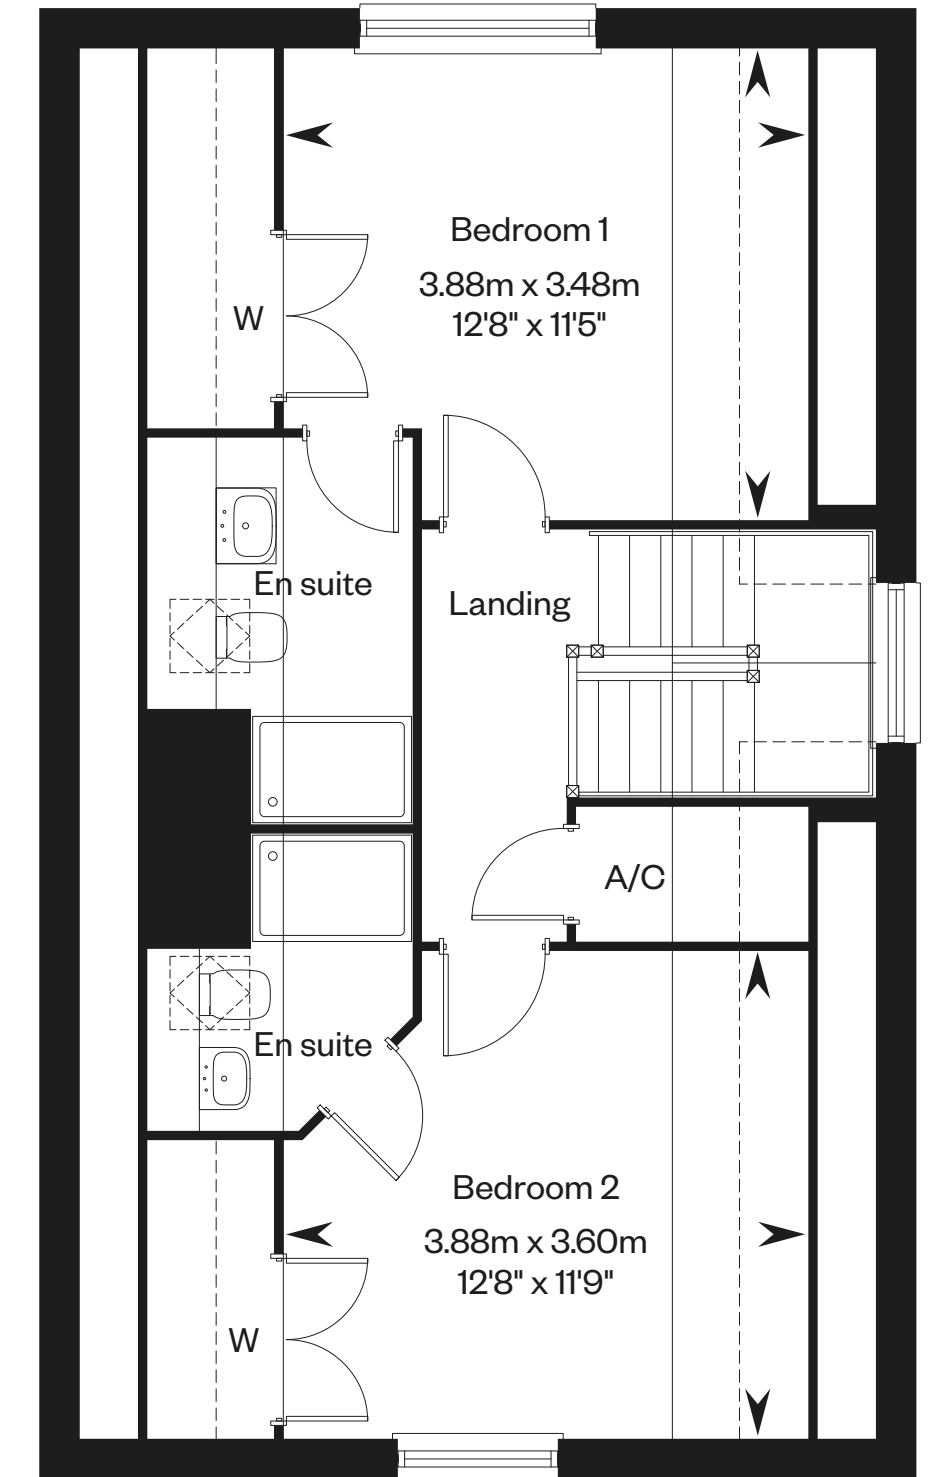 Bedroom 1
3.88m x 3.48m
12'8" x 11'5"
W
En suite
Landing
A/C
En suite
Bedroom 2
3.88m x 3.60m
12'8" x 11'9"
W